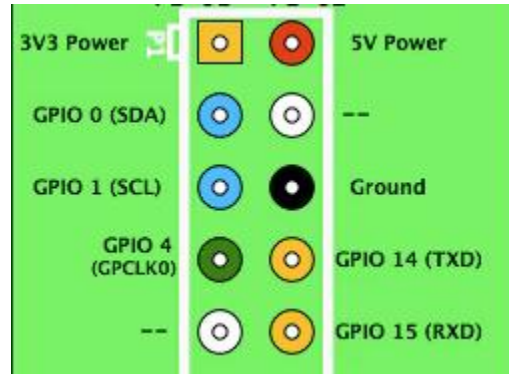 3V3 Power P1 5V Power
GPIO 0 (SDA) --
GPIO 1 (SCL) Ground
GPIO 4
(GPCLK0) GPIO 14 (TXD)
-- GPIO 15 (RXD)